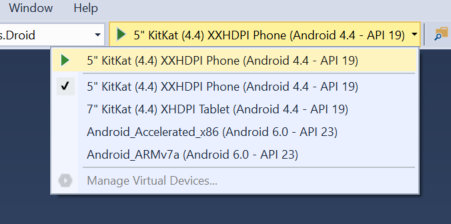 Window Help
s.Droid 5" KitKat (4.4) XXHDPI Phone (Android 4.4 - API 19)
5" KitKat (4.4) XXHDPI Phone (Android 4.4 - API 19)
5" KitKat (4.4) XXHDPI Phone (Android 4.4 - API 19)
7" KitKat (4.4) XHDPI Tablet (Android 4.4 - API 19)
Android_Accelerated_x86 (Android 6.0 - API 23)
Android_ARMv7a (Android 6.0 - API 23)
Manage Virtual Devices...